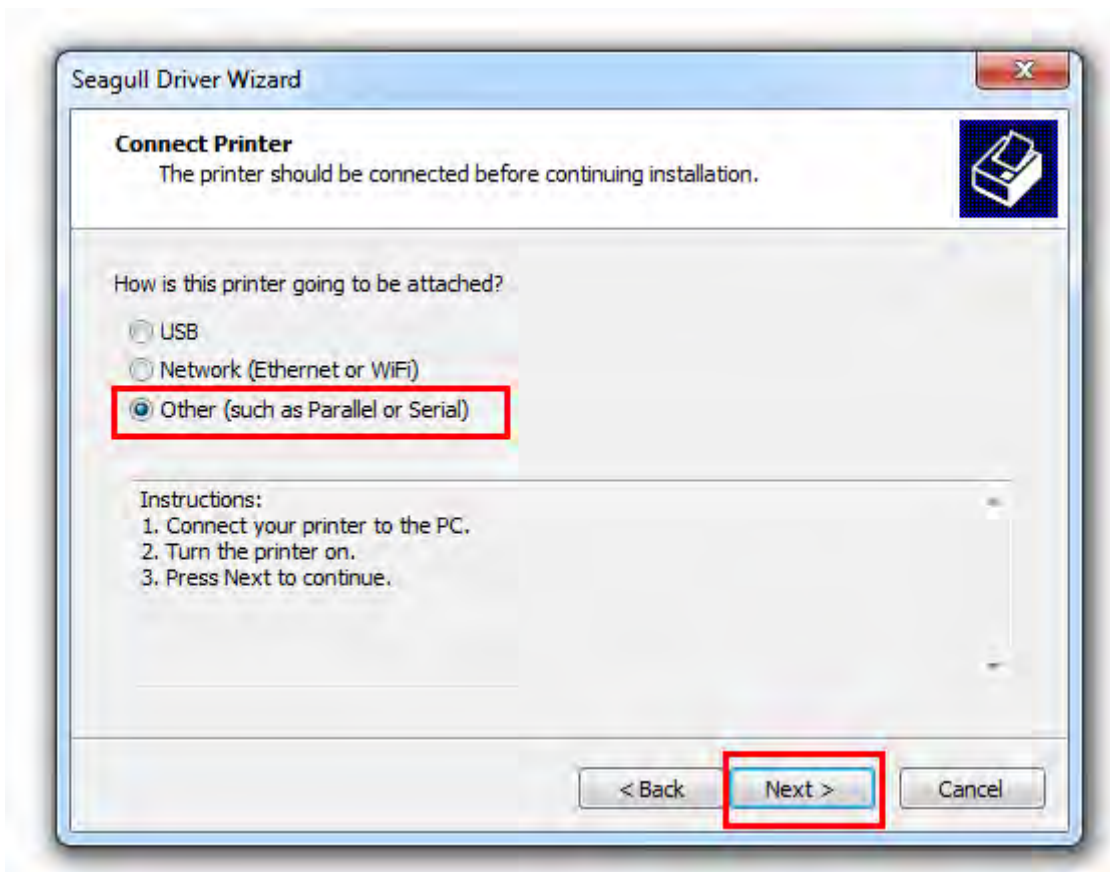 Seagull Driver Wizard
Connect Printer
The printer should be connected before continuing installation.
How is this printer going to be attached?
USB
Network (Ethernet or WiFi)
Other (such as Parallel or Serial)
Instructions:
1. Connect your printer to the PC.
2. Turn the printer on.
3. Press Next to continue.
< Back Next > Cancel